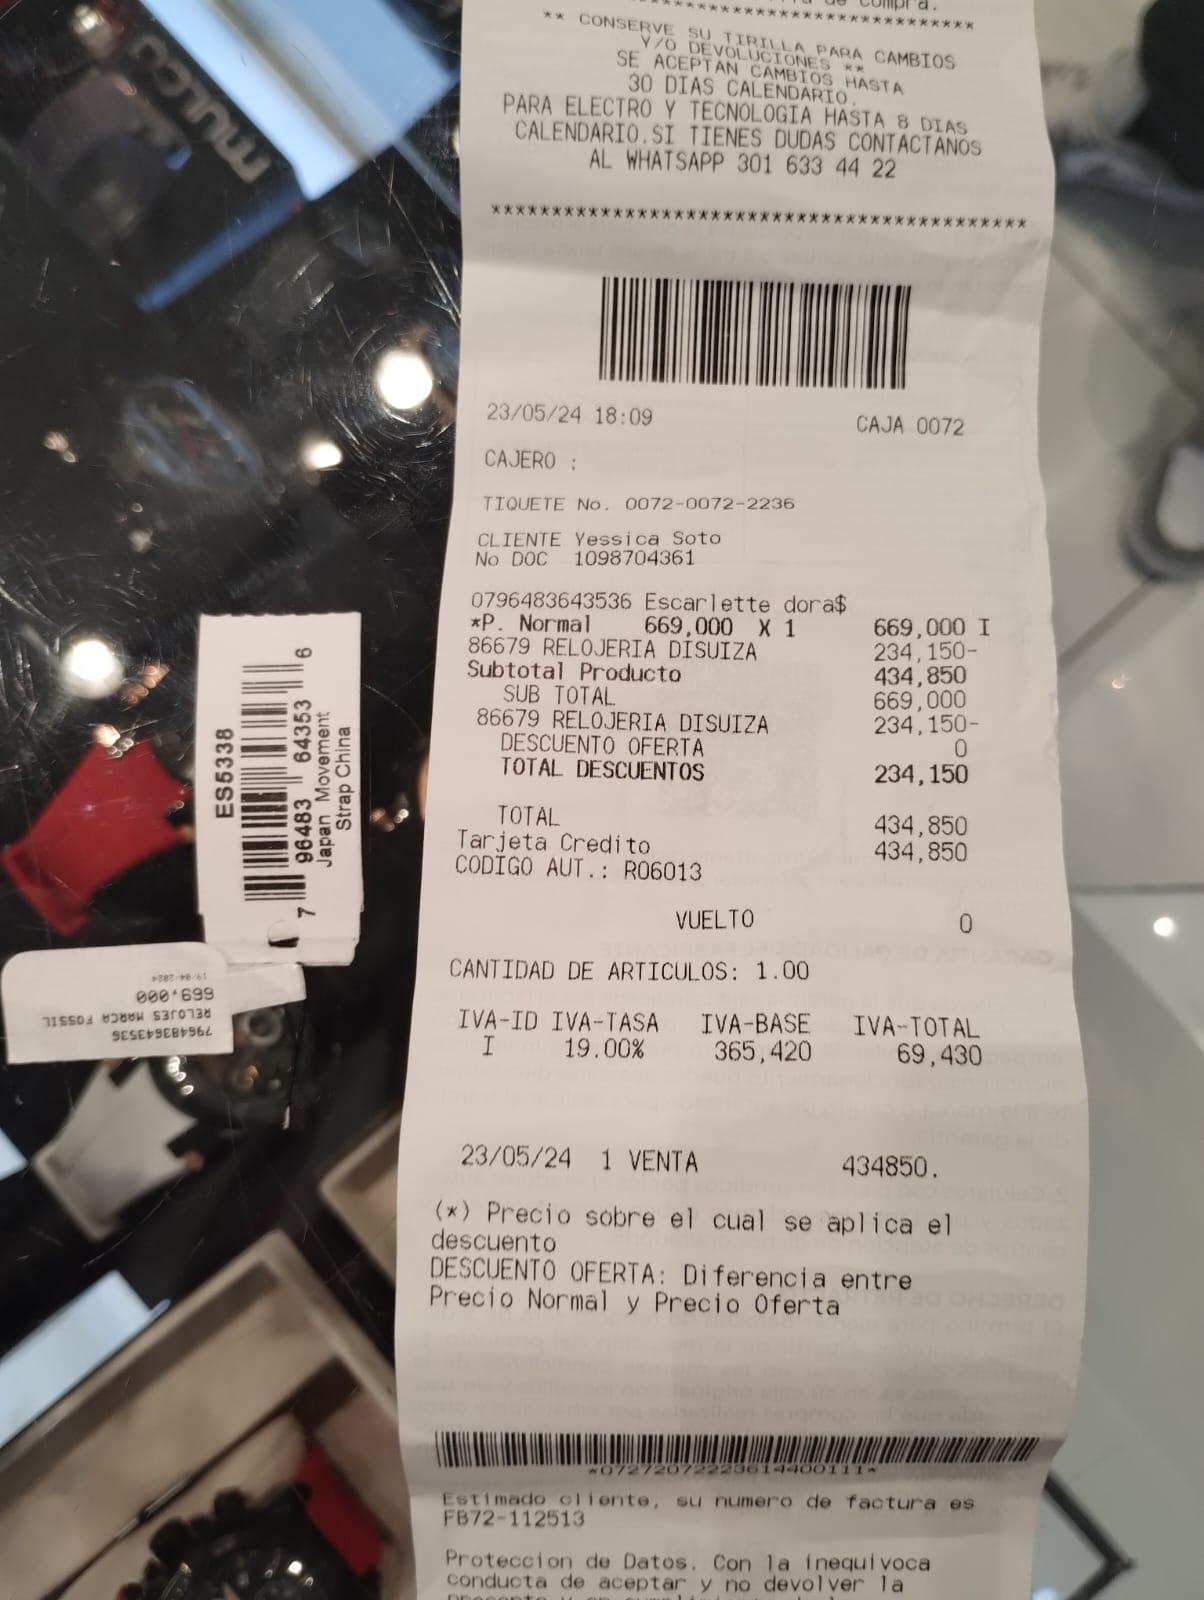 de compra.
******************************
** CONSERVE SU TIRILLA PARA CAMBIOS
Y/O DEVOLUCIONES **
SE ACEPTAN CAMBIOS HASTA
30 DIAS CALENDARIO.
PARA ELECTRO Y TECNOLOGIA HASTA 8 DIAS
CALENDARIO.SI TIENES DUDAS CONTACTANOS
AL WHATSAPP 301 633 44 22
********************************************
23/05/24 18:09 CAJA 0072
CAJERO :
TIQUETE No. 0072-0072-2236
CLIENTE Yessica Soto
No DOC 1098704361
0796483643536 Escarlette dora$
*P. Normal 669,000 X 1 669,000 I
86679 RELOJERIA DISUIZA 234,150-
Subtotal Producto 434,850
SUB TOTAL 669,000
86679 RELOJERIA DISUIZA 234,150-
DESCUENTO OFERTA 0
TOTAL DESCUENTOS 234,150
TOTAL 434,850
Tarjeta Credito 434,850
CODIGO AUT.: R06013
VUELTO 0
CANTIDAD DE ARTICULOS: 1.00
IVA-ID IVA-TASA IVA-BASE IVA-TOTAL
I 19.00% 365,420 69,430
23/05/24 1 VENTA 434850.
(*) Precio sobre el cual se aplica el
descuento
DESCUENTO OFERTA: Diferencia entre
Precio Normal y Precio Oferta
*07272072223614400111*
Estimado cliente, su numero de factura es
FB72-112513
Proteccion de Datos. Con la inequivoca
conducta de aceptar y no devolver la
mulco
ES5338
7 96483 64353 6
Japan Movement
Strap China
796483643536
RELOJES MARCA FOSSIL
669.000
19/04/2024